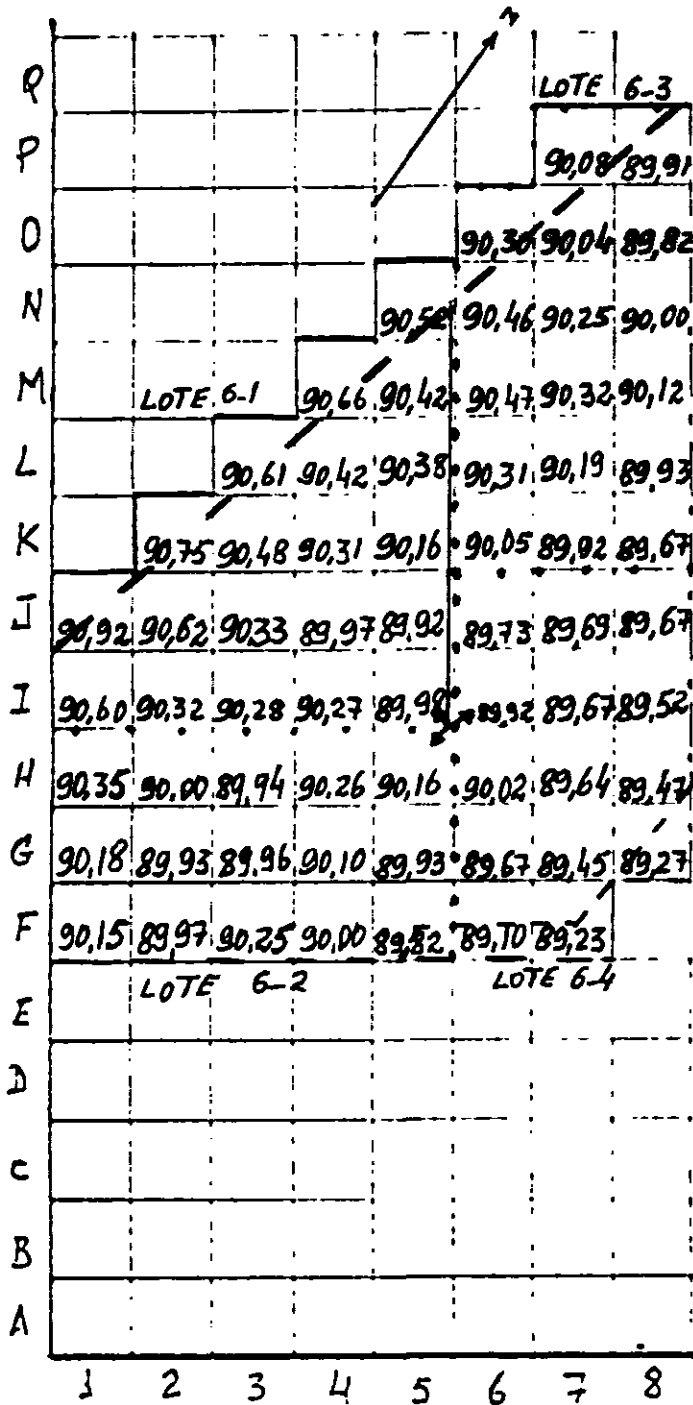 N
Q LOTE 6-3
P 90,08 89,91
O 90,30 90,04 89,82
N 90,52 90,46 90,25 90,00
M LOTE 6-1 90,66 90,42 90,47 90,32 90,12
L 90,61 90,42 90,38 90,31 90,19 89,93
K 90,75 90,48 90,31 90,16 90,05 89,92 89,67
J 90,92 90,62 90,33 89,97 89,92 89,73 89,69 89,67
I 90,60 90,32 90,28 90,27 89,98 89,92 89,67 89,52
H 90,35 90,00 89,94 90,26 90,16 90,02 89,64 89,47
G 90,18 89,93 89,96 90,10 89,93 89,67 89,45 89,27
F 90,15 89,97 90,25 90,00 89,82 89,70 89,23
LOTE 6-2 LOTE 6-4
E
D
C
B
A
1 2 3 4 5 6 7 8